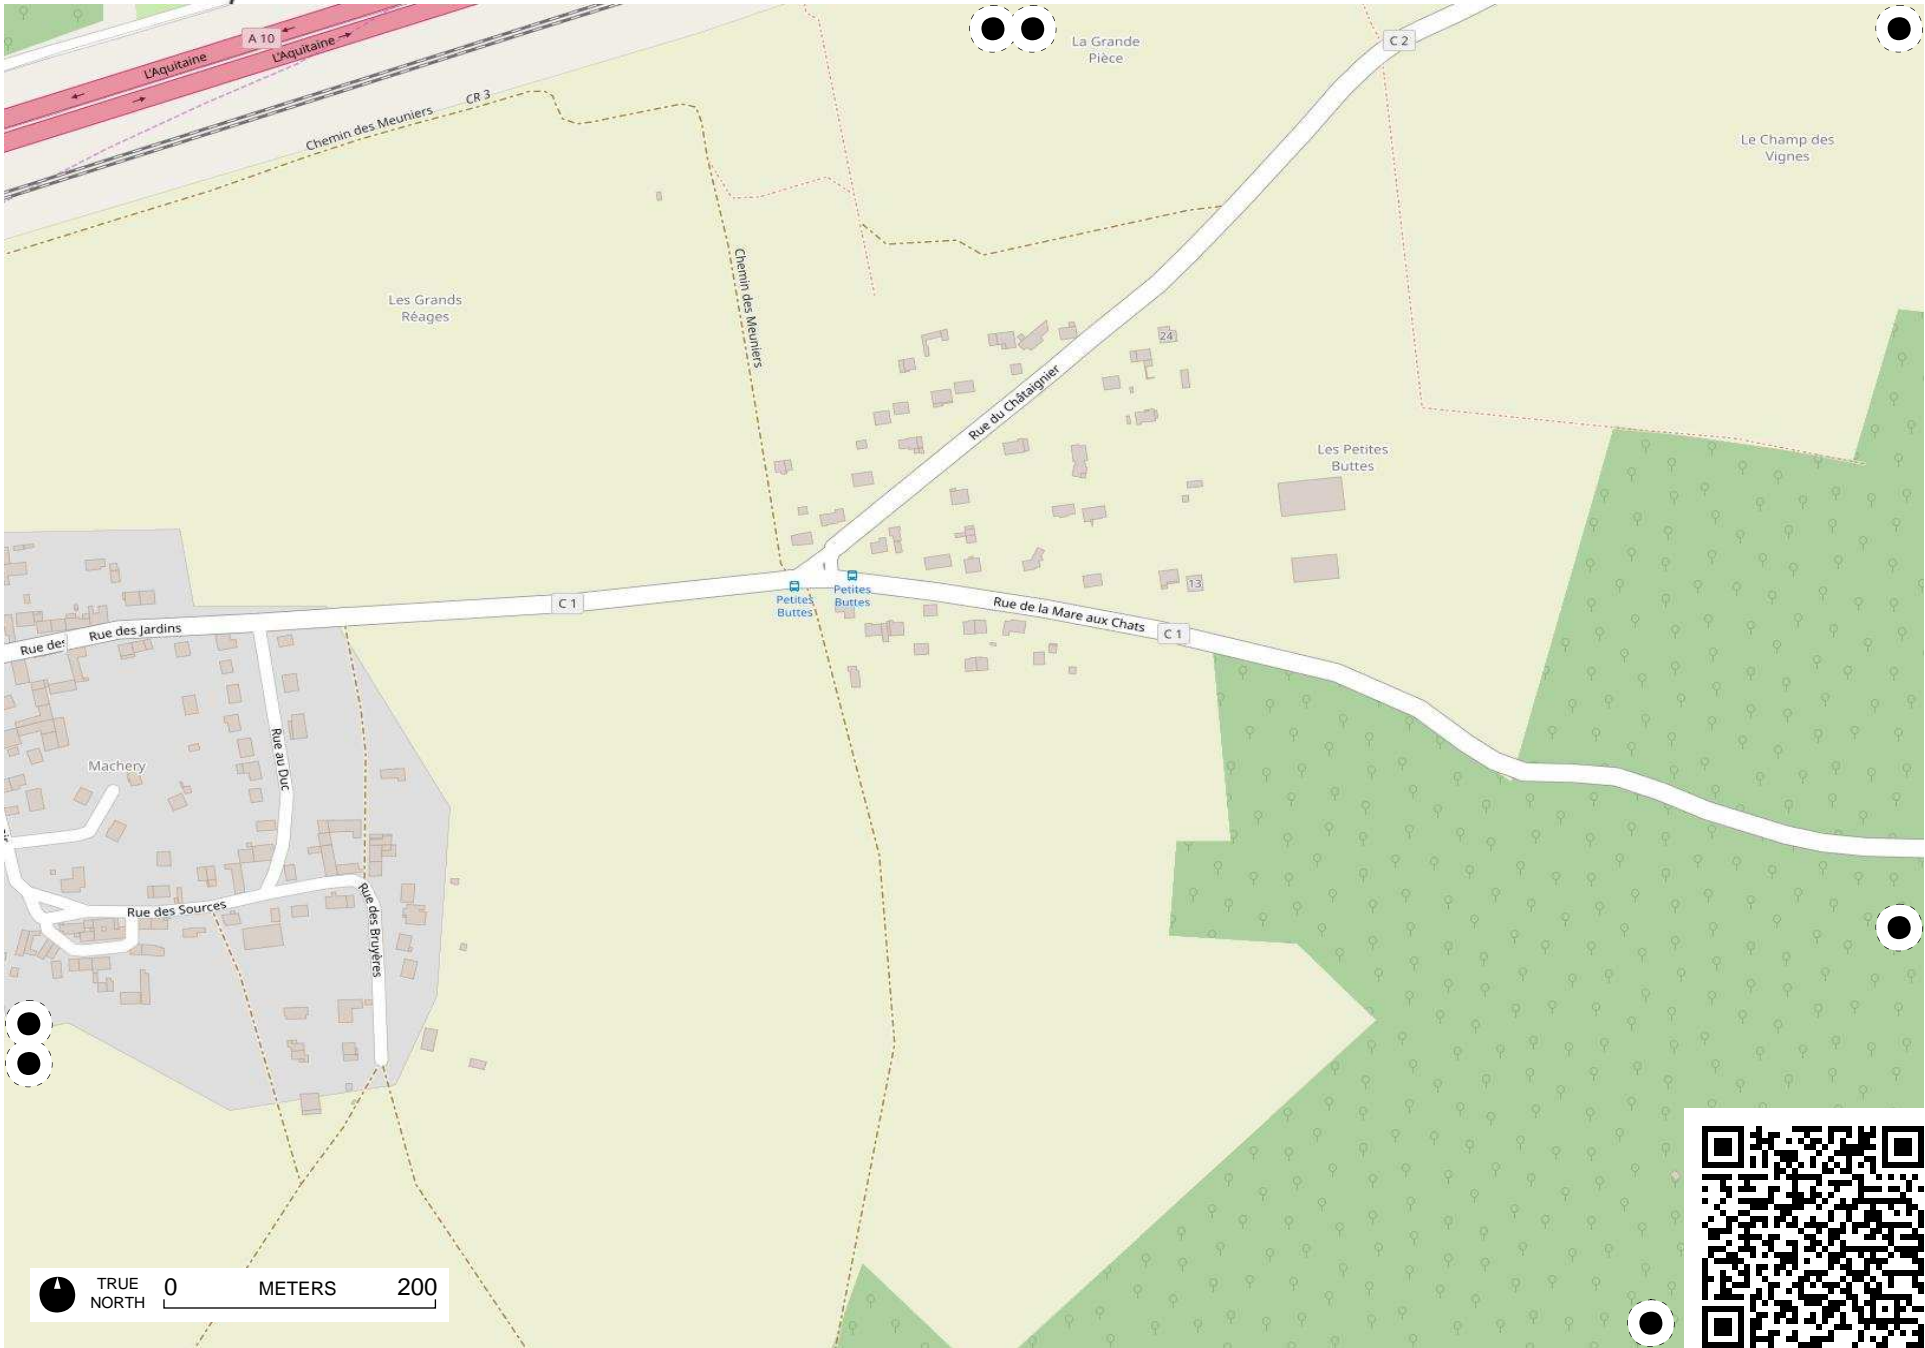 A 10
L'Aquitaine
L'Aquitaine
Chemin des Meuniers
CR 3
La Grande
Pièce
C 2
Le Champ des
Vignes
Chemin des Meuniers
Les Grands
Réages
24
Rue du Châtaignier
Les Petites
Buttes
13
Petites
Buttes
Petites
Buttes
C 1
Rue de la Mare aux Chats
C 1
Rue des Jardins
Rue des
Rue au Duc
Machery
Rue des Sources
Rue des Bruyères
TRUE
NORTH
0 METERS 200